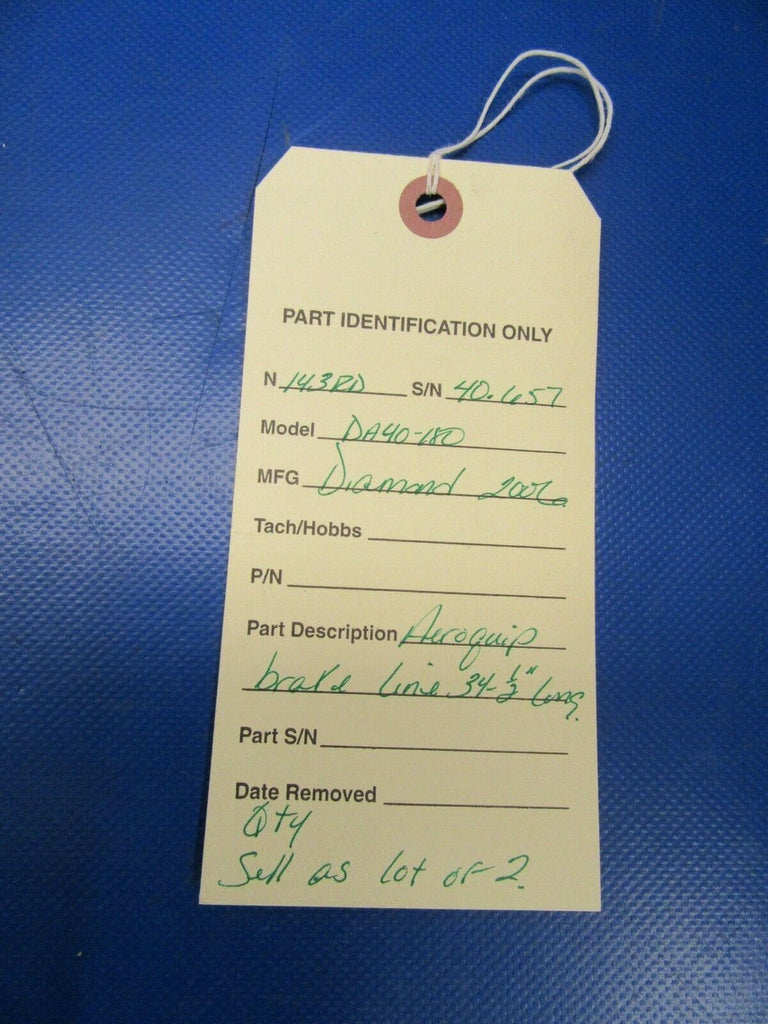 PART IDENTIFICATION ONLY
N 143RD S/N 40.657
Model DA40-180
MFG Diamond 2006
Tach/Hobbs
P/N
Part Description Aeroquip
brake line 34-1/2" long.
Part S/N
Date Removed
Qty
Sell as lot of 2.